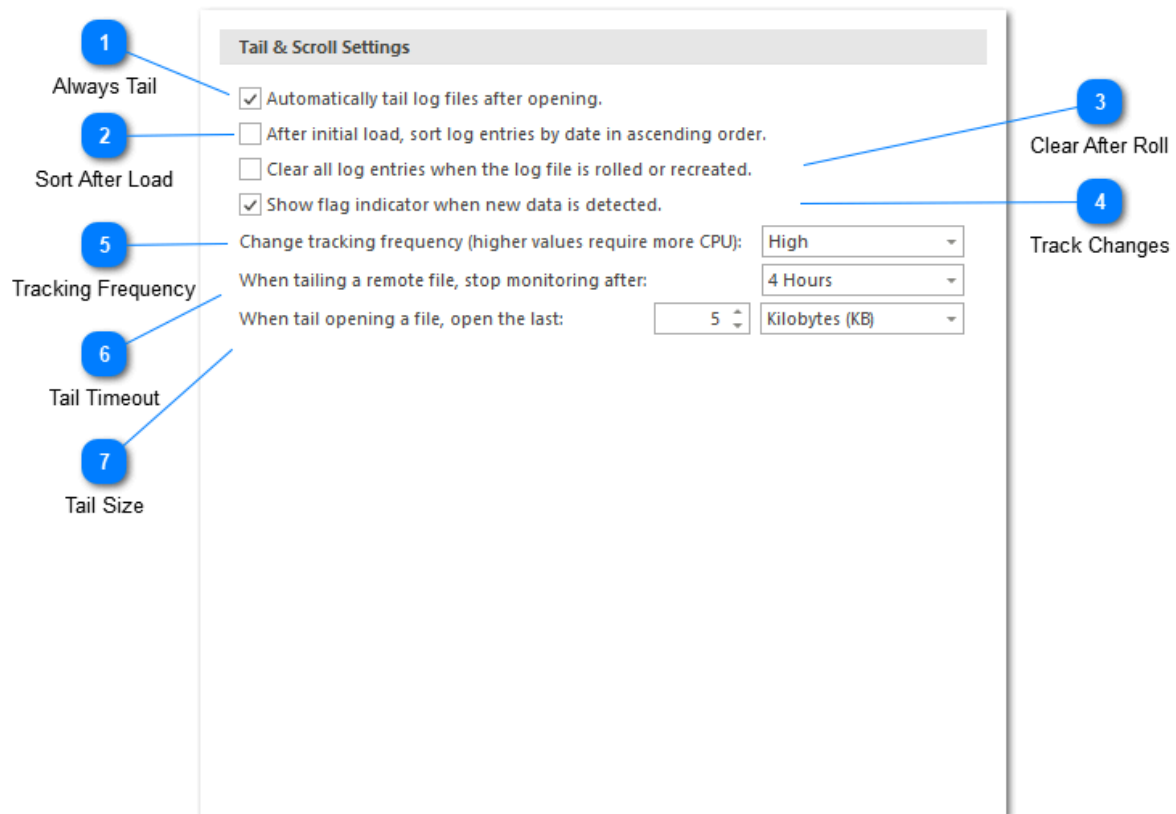 Tail & Scroll Settings
1
Always Tail
Automatically tail log files after opening.
2
Sort After Load
After initial load, sort log entries by date in ascending order.
3
Clear After Roll
Clear all log entries when the log file is rolled or recreated.
4
Track Changes
Show flag indicator when new data is detected.
5
Tracking Frequency
Change tracking frequency (higher values require more CPU): High
When tailing a remote file, stop monitoring after: 4 Hours
When tail opening a file, open the last: 5 Kilobytes (KB)
6
Tail Timeout
7
Tail Size